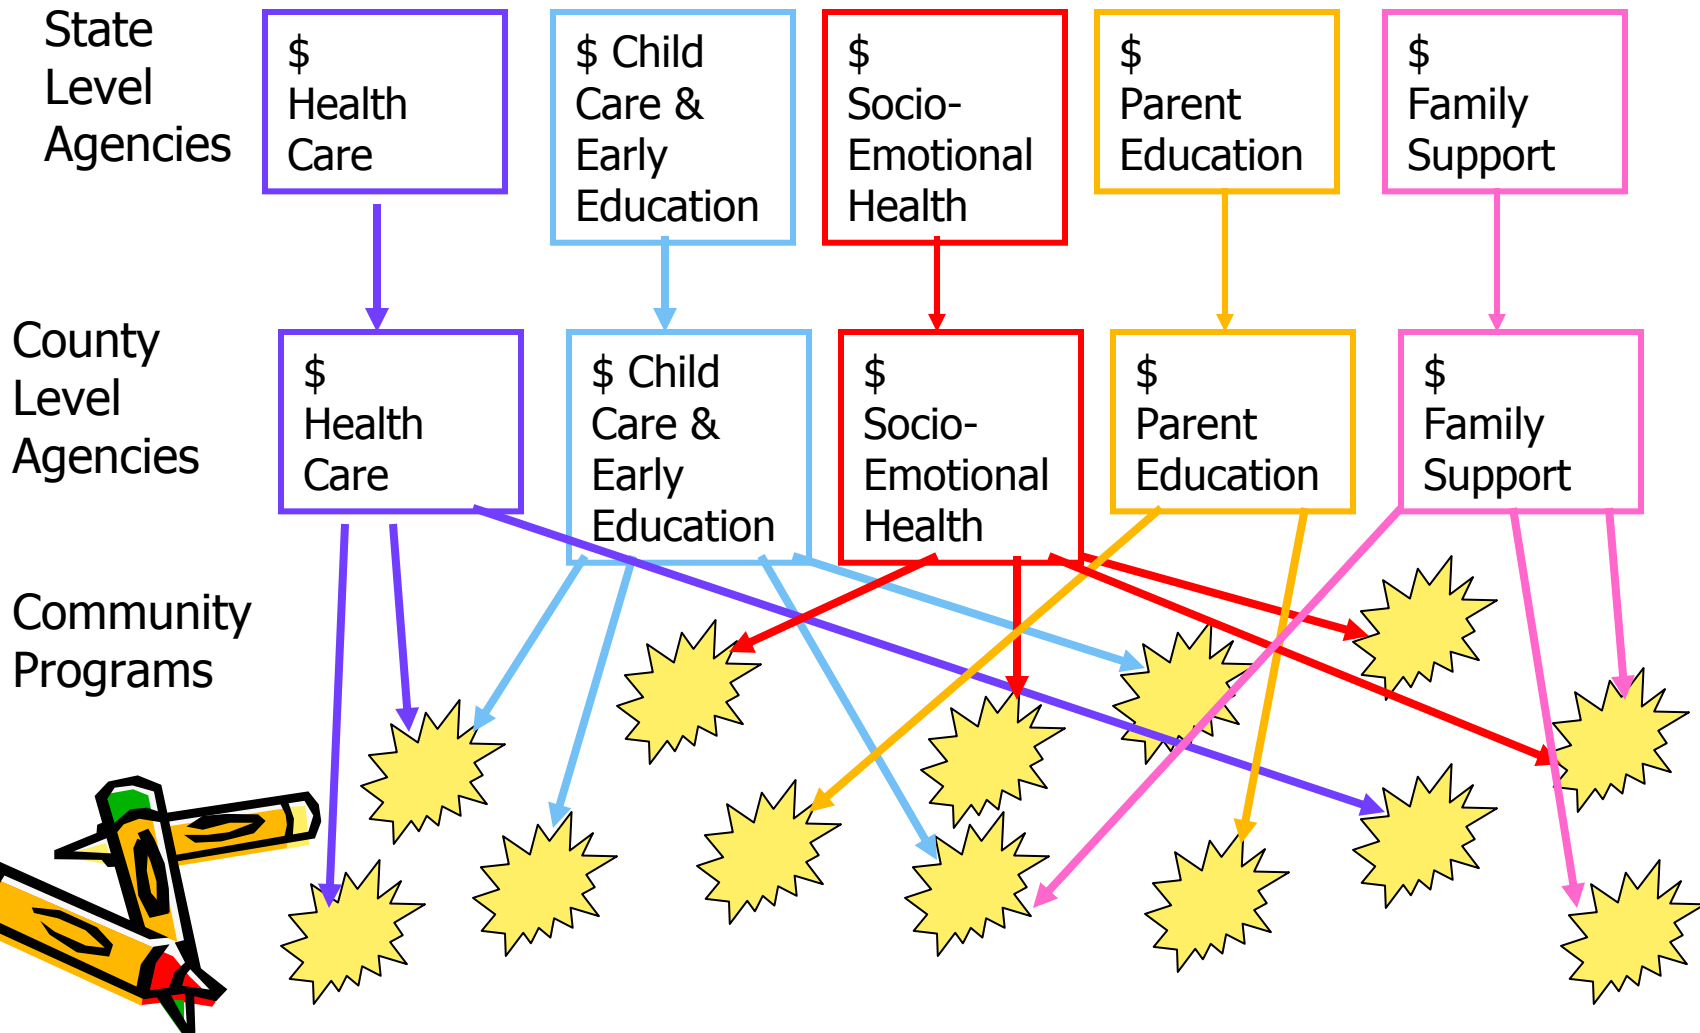 State
Level
Agencies
$
Health
Care
$ Child
Care &
Early
Education
$
Socio-
Emotional
Health
$
Parent
Education
$
Family
Support
County
Level
Agencies
$
Health
Care
$ Child
Care &
Early
Education
$
Socio-
Emotional
Health
$
Parent
Education
$
Family
Support
Community
Programs